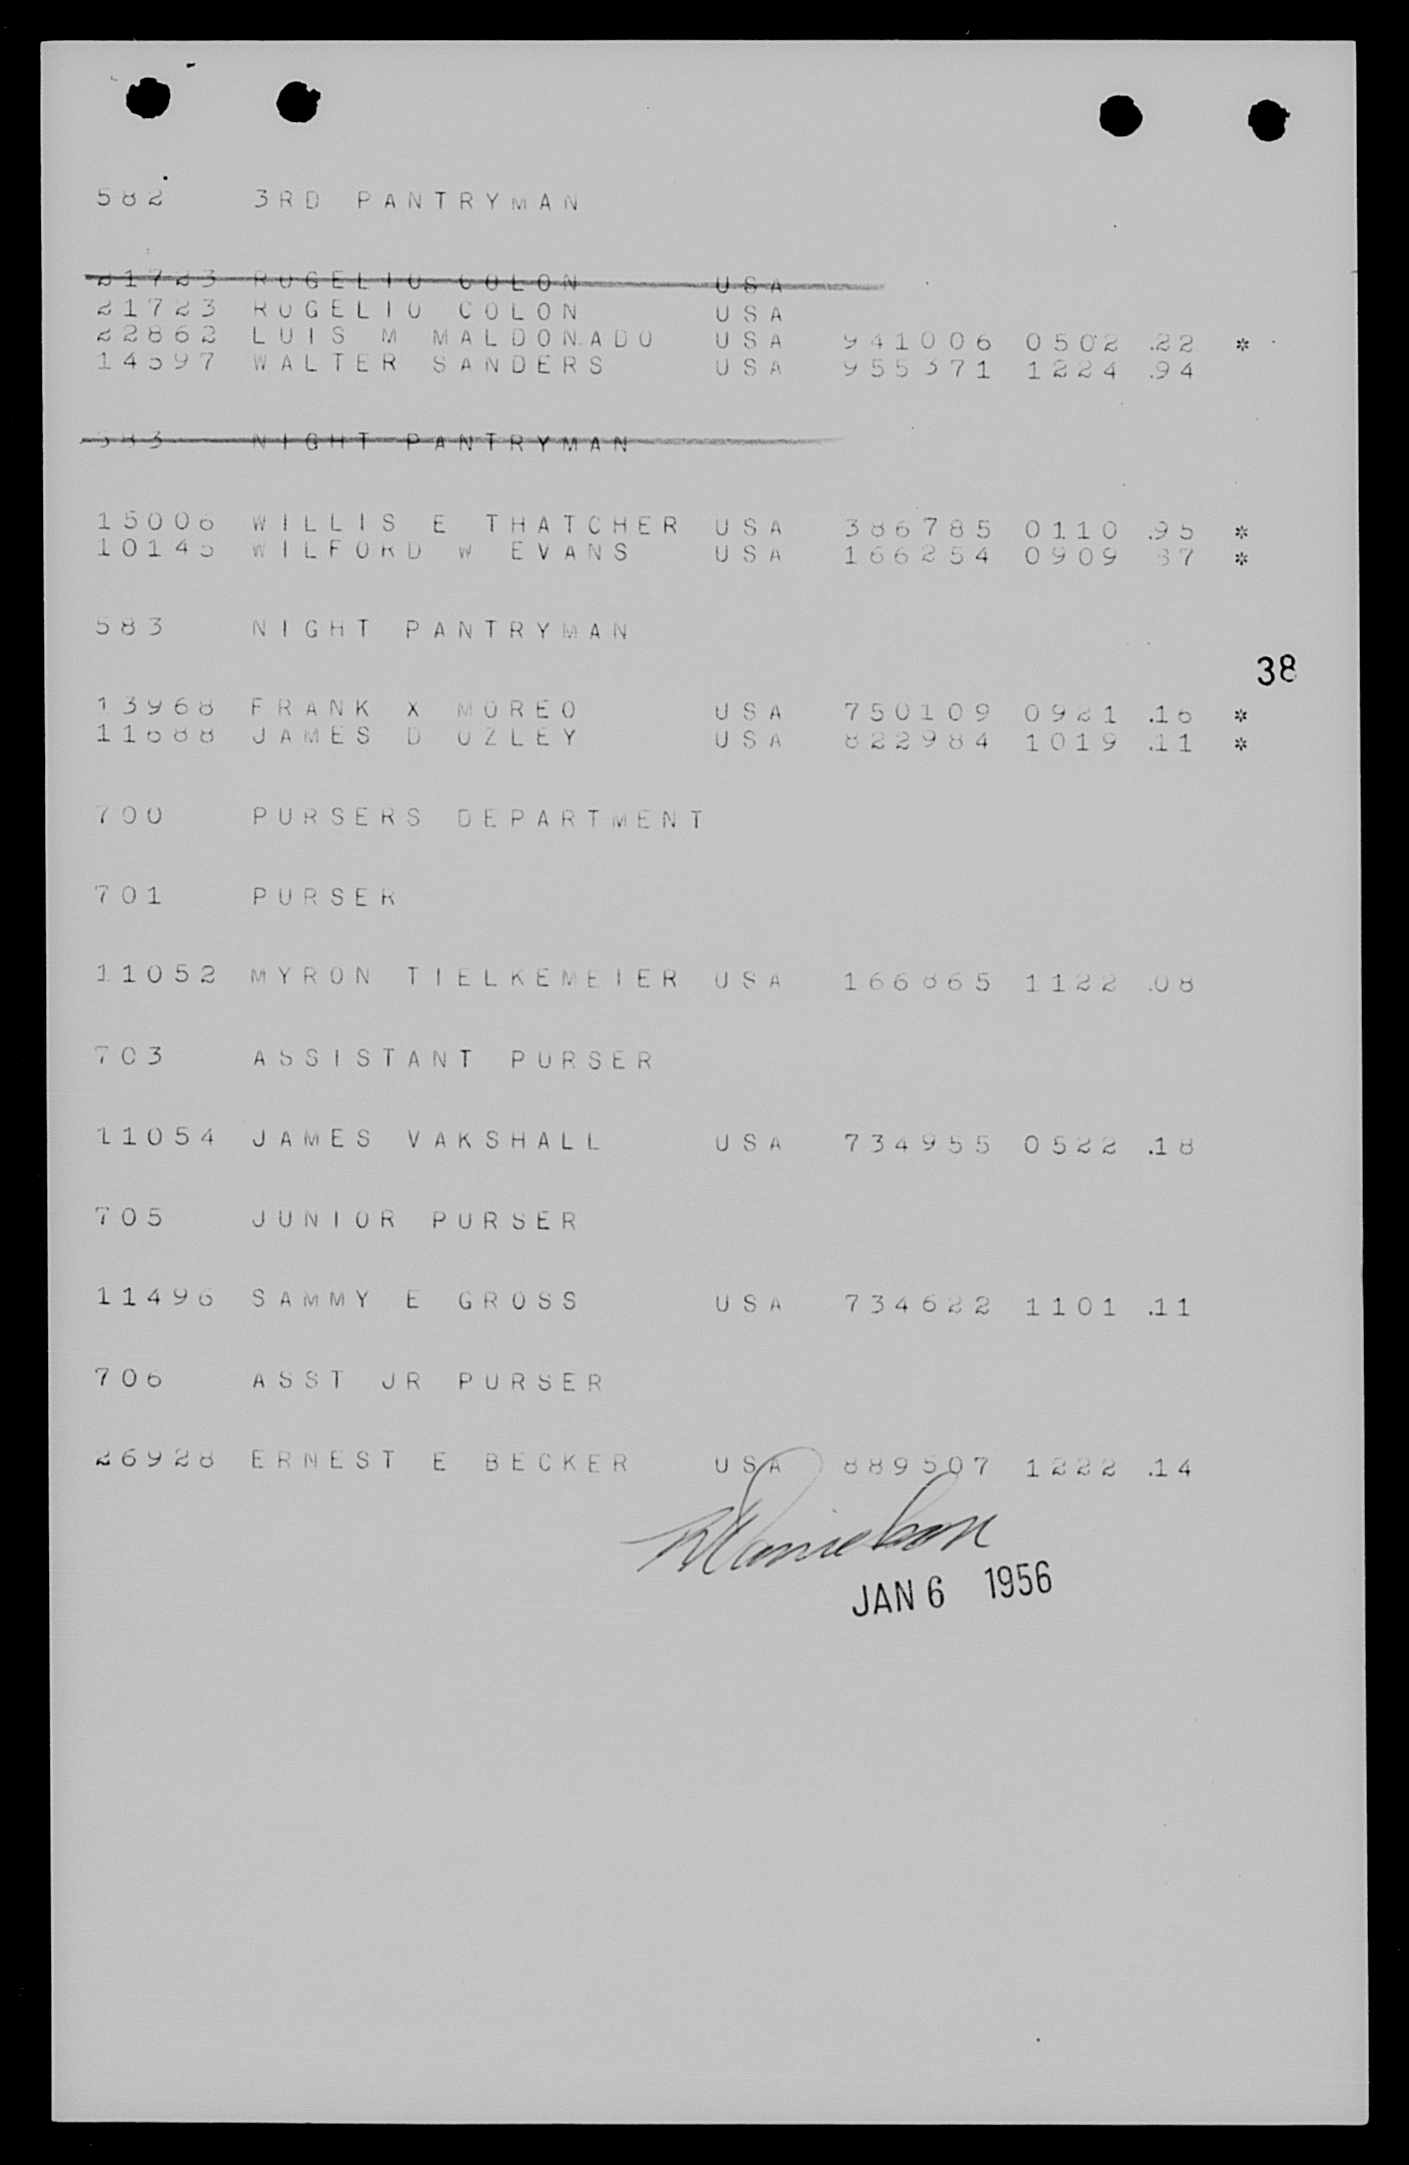 582 3RD PANTRYMAN
21723 ROGELIO COLON USA
21723 ROGELIO COLON USA
22862 LUIS M MALDONADO USA 941006 0502 .22 *
14597 WALTER SANDERS USA 955371 1224 .94
583 NIGHT PANTRYMAN
15006 WILLIS E THATCHER USA 386785 0110 .95 *
10145 WILFORD W EVANS USA 166254 0909 87 *
583 NIGHT PANTRYMAN
38
13968 FRANK X MOREO USA 750109 0921 .16 *
11688 JAMES D OZLEY USA 822984 1019 .11 *
700 PURSERS DEPARTMENT
701 PURSER
11052 MYRON TIELKEMEIER USA 166865 1122 .08
703 ASSISTANT PURSER
11054 JAMES VAKSHALL USA 734955 0522 .18
705 JUNIOR PURSER
11496 SAMMY E GROSS USA 734622 1101 .11
706 ASST JR PURSER
26928 ERNEST E BECKER USA 889507 1222 .14
JAN 6 1956